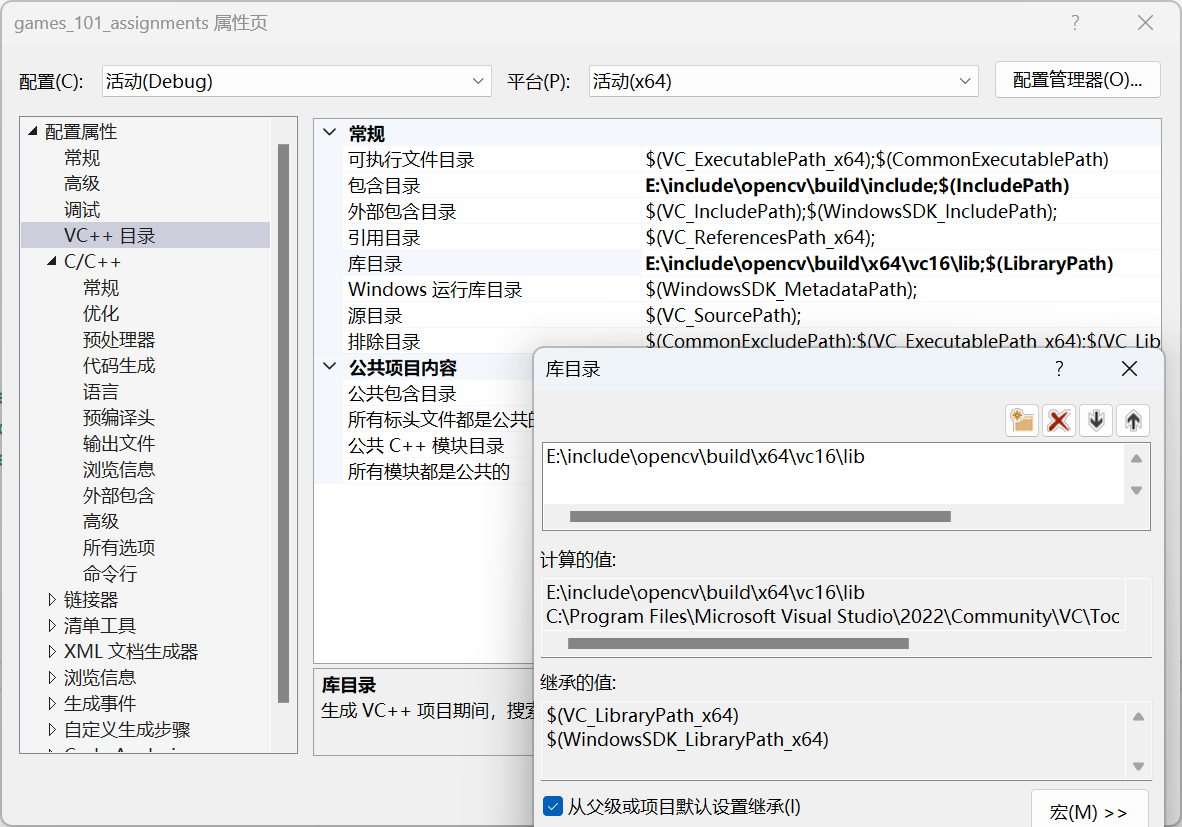 games_101_assignments 属性页
配置(C):
活动(Debug)
平台(P):
活动(x64)
配置管理器(O)...
配置属性
常规
高级
调试
VC++ 目录
C/C++
常规
优化
预处理器
代码生成
语言
预编译头
输出文件
浏览信息
外部包含
高级
所有选项
命令行
链接器
清单工具
XML 文档生成器
浏览信息
生成事件
自定义生成步骤
常规
可执行文件目录 $(VC_ExecutablePath_x64);$(CommonExecutablePath)
包含目录 E:\include\opencv\build\include;$(IncludePath)
外部包含目录 $(VC_IncludePath);$(WindowsSDK_IncludePath);
引用目录 $(VC_ReferencesPath_x64);
库目录 E:\include\opencv\build\x64\vc16\lib;$(LibraryPath)
Windows 运行库目录 $(WindowsSDK_MetadataPath);
源目录 $(VC_SourcePath);
排除目录 $(CommonExcludePath);$(VC_ExecutablePath_x64);$(VC_Lib
公共项目内容
公共包含目录
所有标头文件都是公共的
公共 C++ 模块目录
所有模块都是公共的
库目录
生成 VC++ 项目期间，搜索
库目录
?
E:\include\opencv\build\x64\vc16\lib
计算的值:
E:\include\opencv\build\x64\vc16\lib
C:\Program Files\Microsoft Visual Studio\2022\Community\VC\Toc
继承的值:
$(VC_LibraryPath_x64)
$(WindowsSDK_LibraryPath_x64)
从父级或项目默认设置继承(I)
宏(M) >>